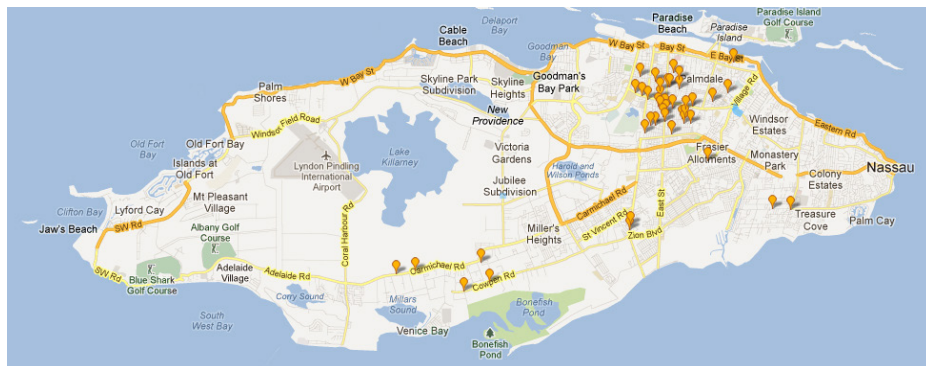 Paradise Island
Golf Course
Delaport
Bay
Paradise
Beach
Paradise
Island
Cable
Beach
Goodman
Bay
W Bay St
Bay St
E Bay St
W Bay St
Palm
Shores
Skyline Park
Subdivision
Skyline
Heights
Goodman's
Bay Park
Palmdale
Village Rd
New
Providence
Windsor Field Road
Windsor
Estates
Eastern Rd
Old Fort
Bay
Old Fort Bay
Islands at
Old Fort
Lynden Pindling
International
Airport
Lake
Killarney
Victoria
Gardens
Harold and
Wilson Ponds
Frasier
Allotments
Monastery
Park
Nassau
Mt Pleasant
Village
Jubilee
Subdivision
Colony
Estates
Clifton Bay
Lyford Cay
Jaw's Beach
SW Rd
Albany Golf
Course
Coral Harbour Rd
Carmichael Rd
East St
St Vincent Rd
Zion Blvd
Miller's
Heights
Treasure
Cove
Palm Cay
SW Rd
Blue Shark
Golf Course
Adelaide
Village
Adelaide Rd
Carmichael Rd
Cowpen Rd
Corry Sound
Millars
Sound
Bonefish
Pond
South
West Bay
Venice Bay
Bonefish
Pond